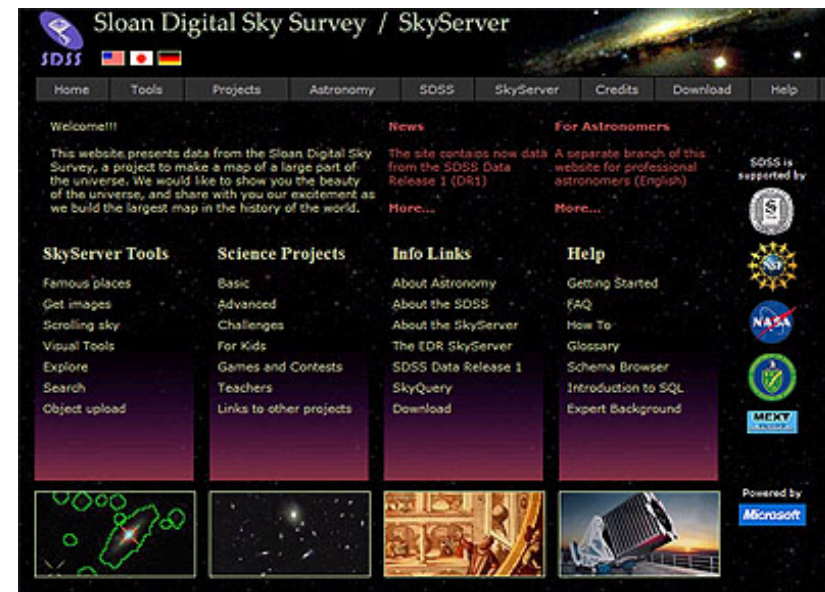 Sloan Digital Sky Survey / SkyServer
SDSS
Home Tools Projects Astronomy SDSS SkyServer Credits Download Help
Welcome!!!
This website presents data from the Sloan Digital Sky
Survey, a project to make a map of a large part of
the universe. We would like to show you the beauty
of the universe, and share with you our excitement as
we build the largest map in the history of the world.
News
The site contains now data
from the SDSS Data
Release 1 (DR1)
More...
For Astronomers
A separate branch of this
website for professional
astronomers (English)
More...
SDSS is
supported by
NSF
NASA
MEXT
SkyServer Tools
Famous places
Get images
Scrolling sky
Visual Tools
Explore
Search
Object upload
Science Projects
Basic
Advanced
Challenges
For Kids
Games and Contests
Teachers
Links to other projects
Info Links
About Astronomy
About the SDSS
About the SkyServer
The EDR SkyServer
SDSS Data Release 1
SkyQuery
Download
Help
Getting Started
FAQ
How To
Glossary
Schema Browser
Introduction to SQL
Expert Background
Powered by
Microsoft